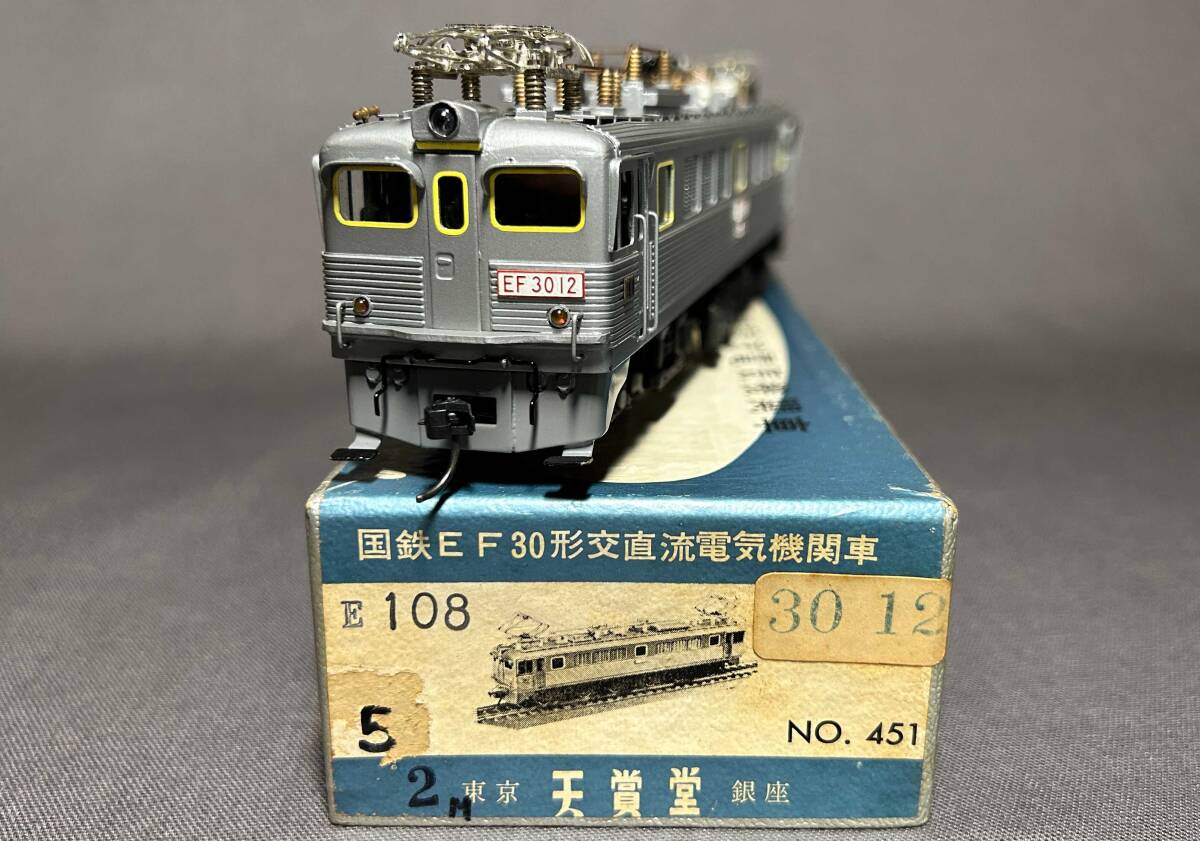 EF 30 12
国鉄EF30形交直流電気機関車
E 108
30 12
5
NO. 451
2M
東京 天賞堂 銀座